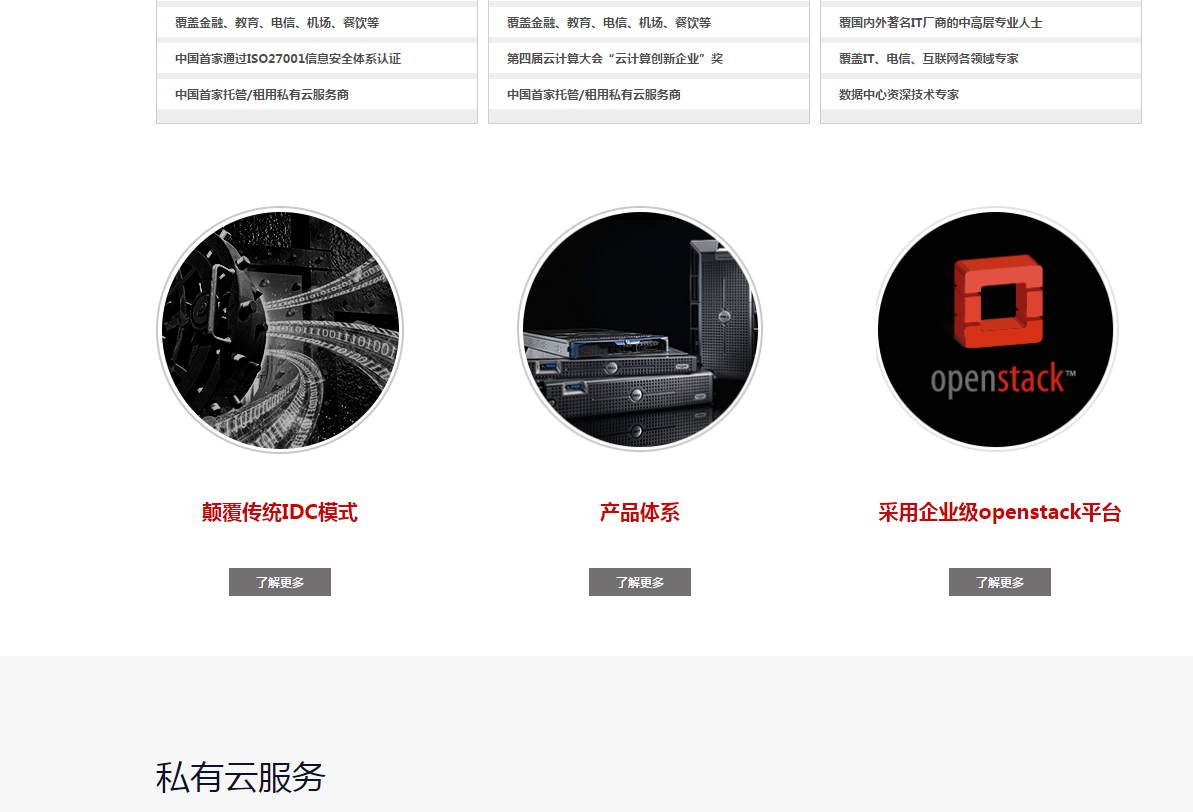 覆盖金融、教育、电信、机场、餐饮等
中国首家通过ISO27001信息安全体系认证
中国首家托管/租用私有云服务商
覆盖金融、教育、电信、机场、餐饮等
第四届云计算大会“云计算创新企业”奖
中国首家托管/租用私有云服务商
覆国内外著名IT厂商的中高层专业人士
覆盖IT、电信、互联网各领域专家
数据中心资深技术专家
openstack™
颠覆传统IDC模式
产品体系
采用企业级openstack平台
了解更多
了解更多
了解更多
私有云服务